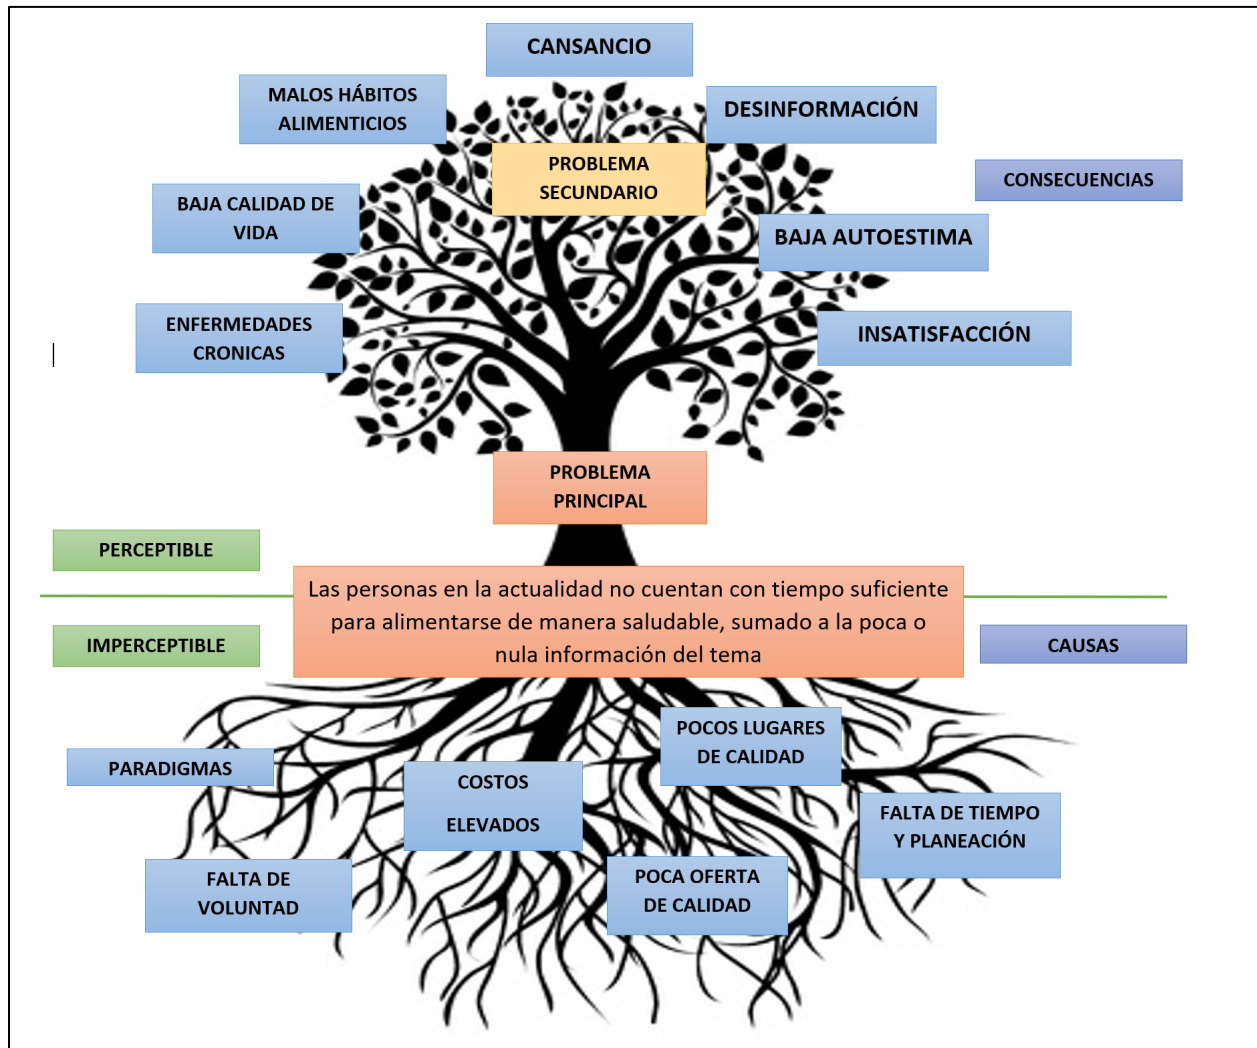 CANSANCIO
MALOS HÁBITOS
ALIMENTICIOS
DESINFORMACIÓN
PROBLEMA
SECUNDARIO
CONSECUENCIAS
BAJA CALIDAD DE
VIDA
BAJA AUTOESTIMA
ENFERMEDADES
CRONICAS
INSATISFACCIÓN
PROBLEMA
PRINCIPAL
PERCEPTIBLE
Las personas en la actualidad no cuentan con tiempo suficiente
para alimentarse de manera saludable, sumado a la poca o
nula información del tema
IMPERCEPTIBLE
CAUSAS
POCOS LUGARES
DE CALIDAD
PARADIGMAS
COSTOS
ELEVADOS
FALTA DE TIEMPO
Y PLANEACIÓN
FALTA DE
VOLUNTAD
POCA OFERTA
DE CALIDAD